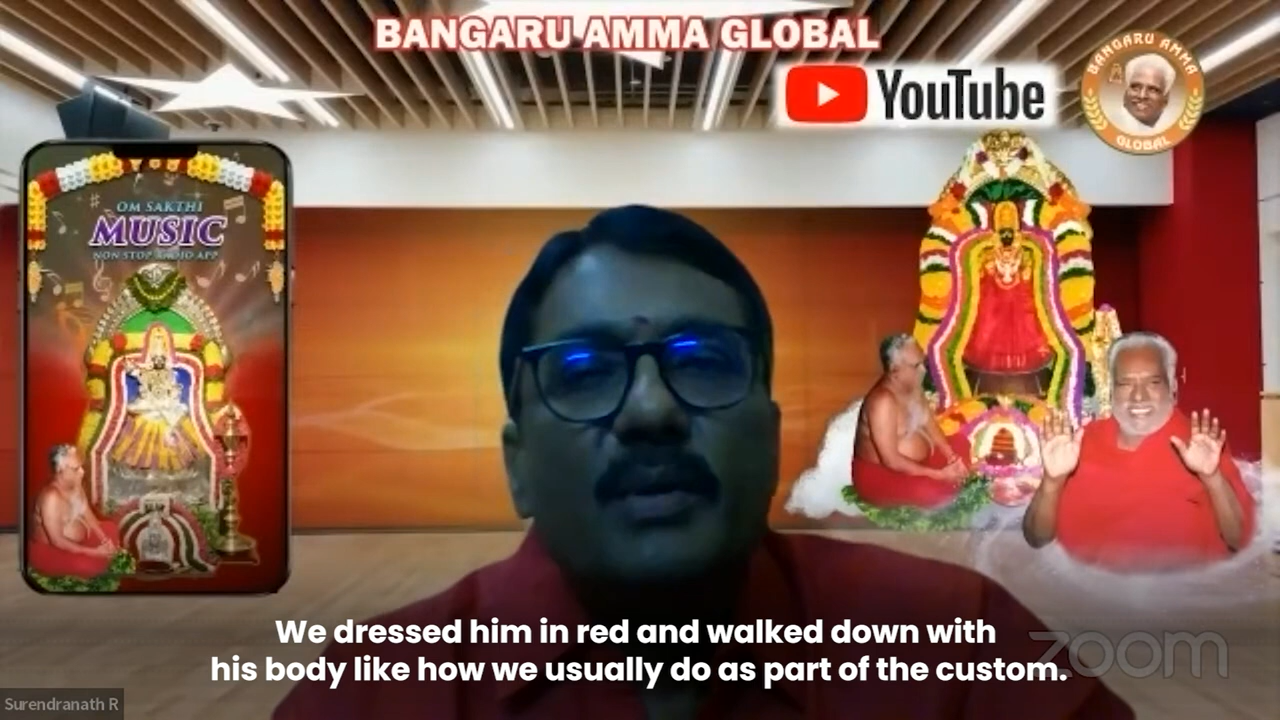 BANGARU AMMA GLOBAL
YouTube
BANGARU AMMA
GLOBAL
OM SAKTHI
MUSIC
NON STOP RADIO APP
We dressed him in red and walked down with
his body like how we usually do as part of the custom.
zoom
Surendranath R